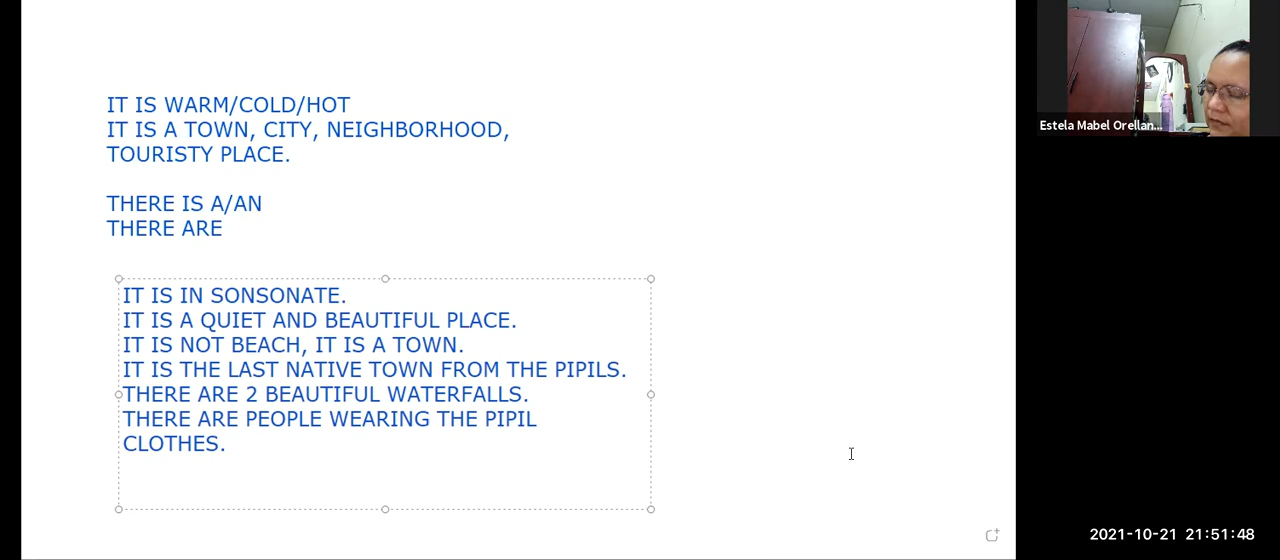 IT IS WARM/COLD/HOT
IT IS A TOWN, CITY, NEIGHBORHOOD,
TOURISTY PLACE.
THERE IS A/AN
THERE ARE
IT IS IN SONSONATE.
IT IS A QUIET AND BEAUTIFUL PLACE.
IT IS NOT BEACH, IT IS A TOWN.
IT IS THE LAST NATIVE TOWN FROM THE PIPILS.
THERE ARE 2 BEAUTIFUL WATERFALLS.
THERE ARE PEOPLE WEARING THE PIPIL
CLOTHES.
Estela Mabel Orellan...
2021-10-21 21:51:48